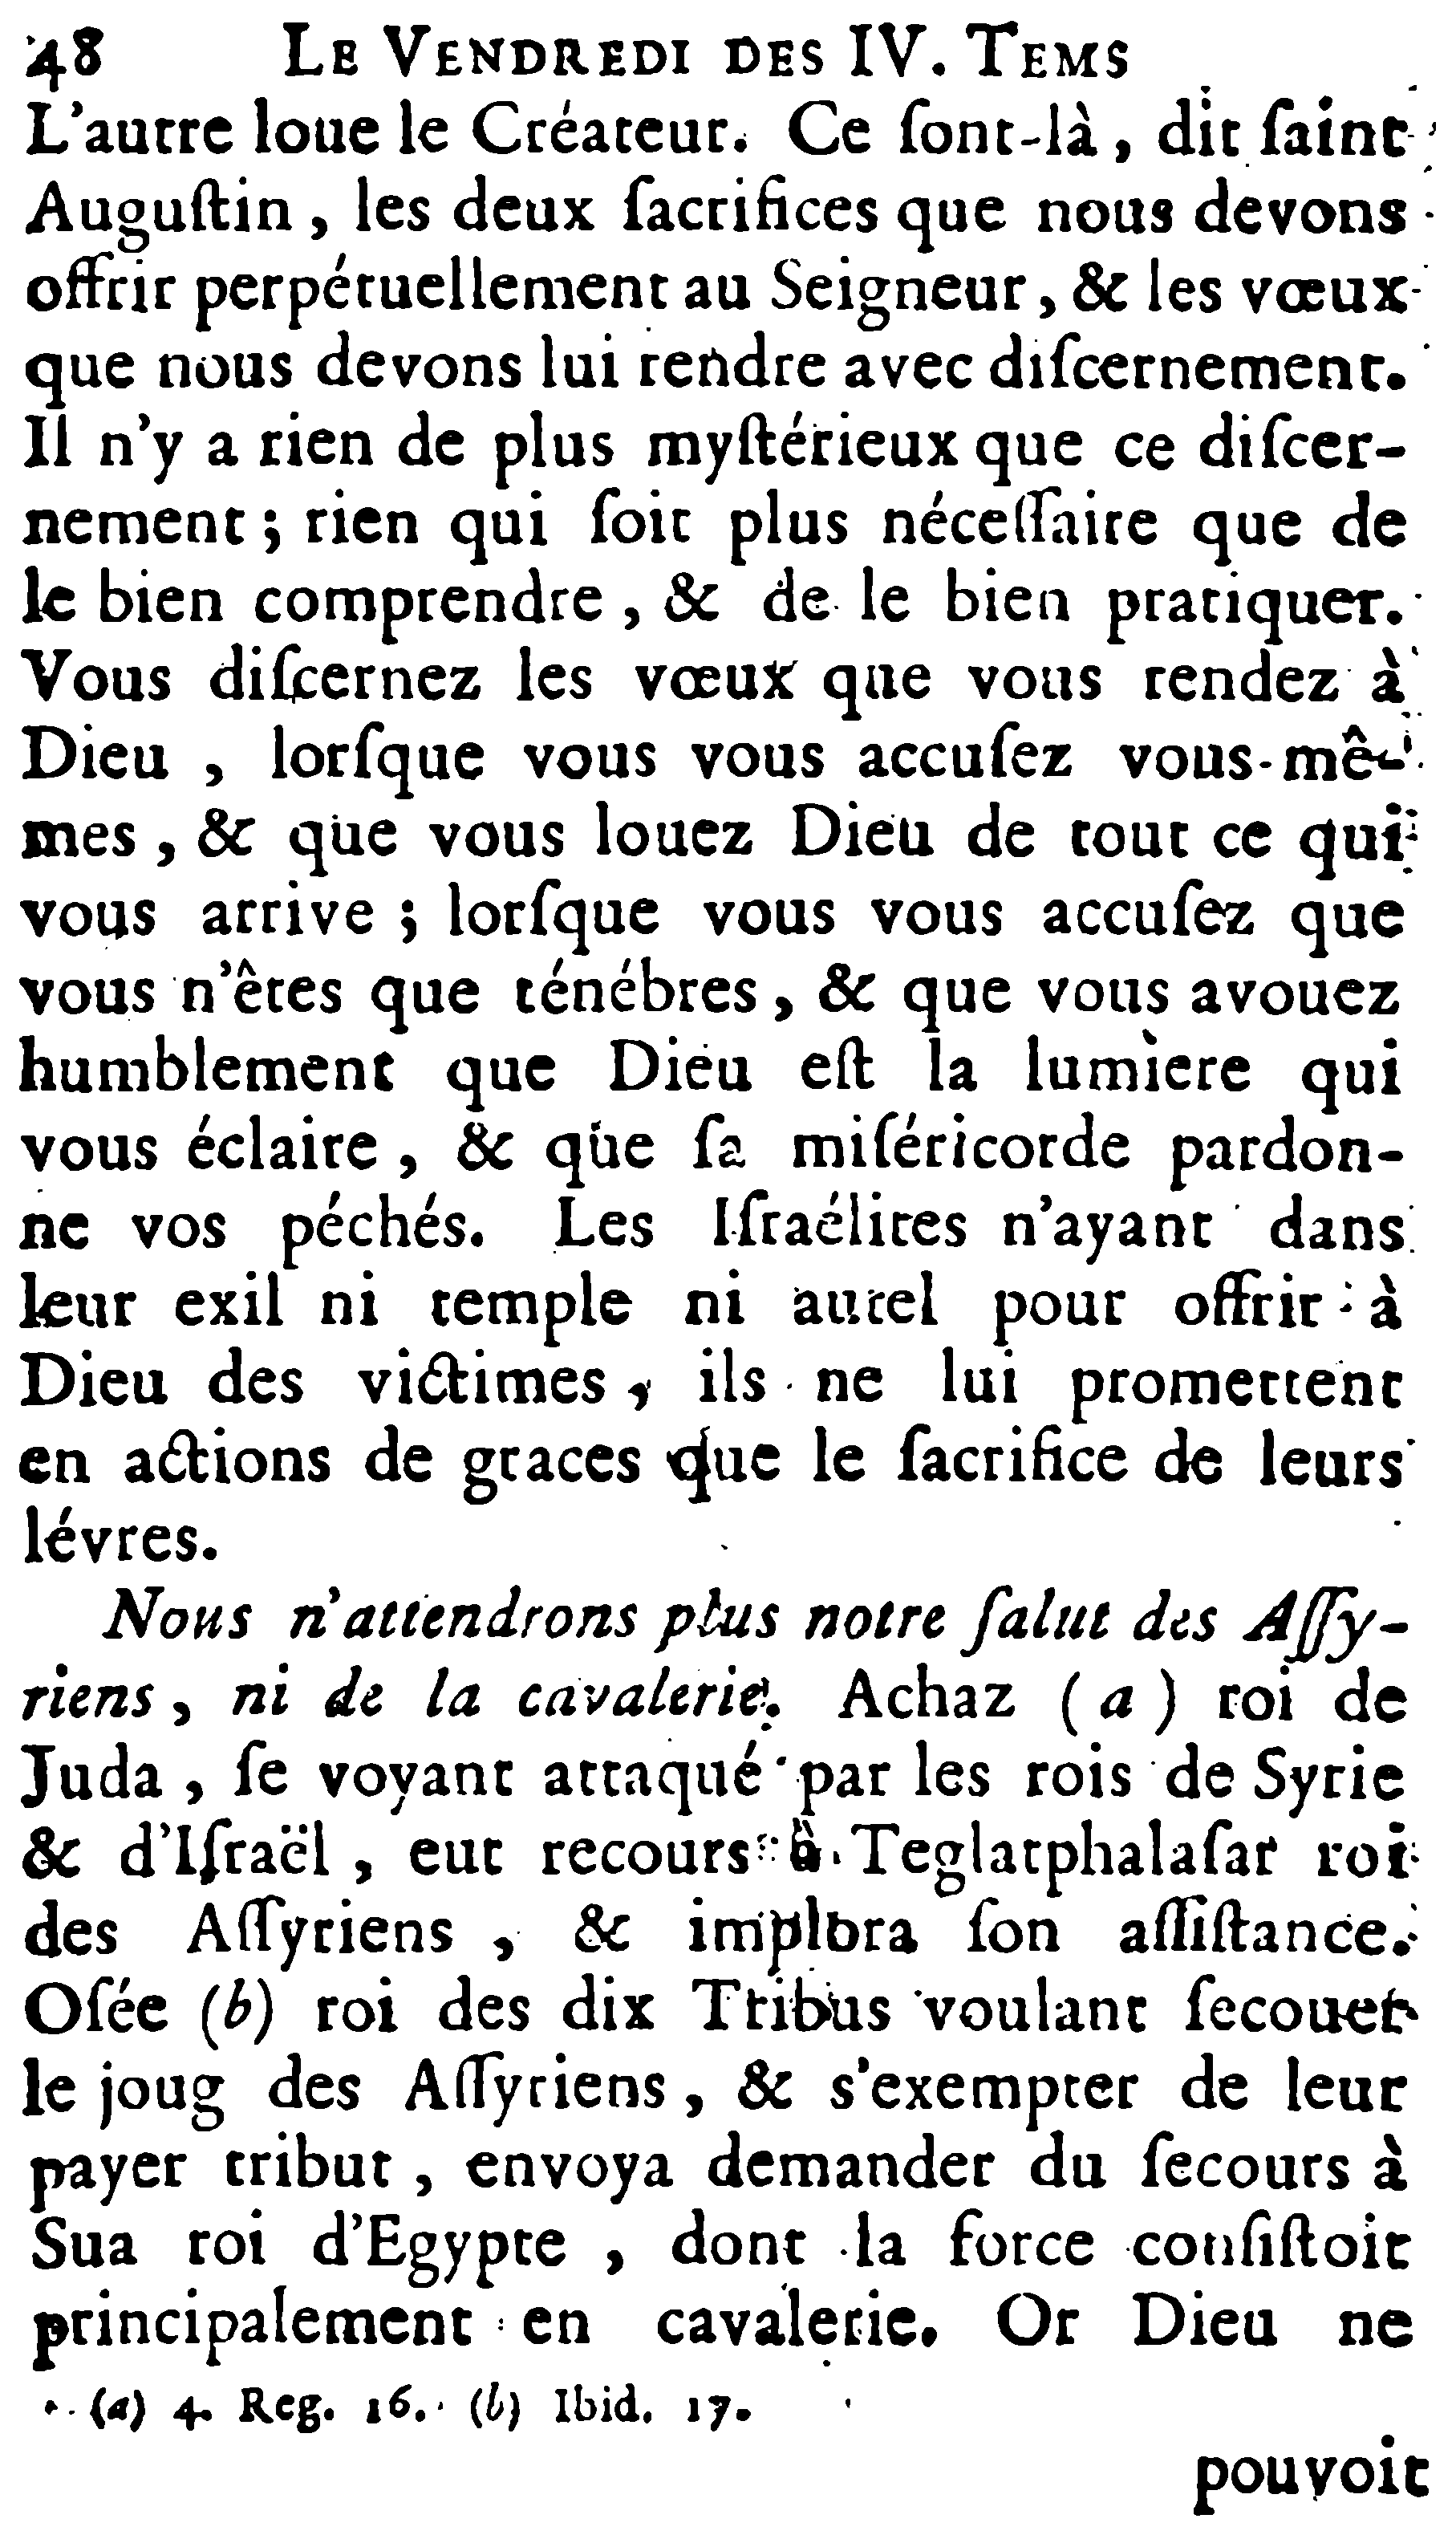 48 LE VENDREDI DES IV. TEMS
L'autre loue le Créateur. Ce ſont-là, dit ſaint
Auguſtin, les deux ſacrifices que nous devons
offrir perpétuellement au Seigneur, & les vœux
que nous devons lui rendre avec diſcernement.
Il n'y a rien de plus myſtérieux que ce diſcer-
nement; rien qui ſoit plus néceſſaire que de
le bien comprendre, & de le bien pratiquer.
Vous diſcernez les vœux que vous rendez à
Dieu, lorſque vous vous accuſez vous-mê-
mes, & que vous louez Dieu de tout ce qui
vous arrive; lorſque vous vous accuſez que
vous n'êtes que ténébres, & que vous avouez
humblement que Dieu eſt la lumiere qui
vous éclaire, & que ſa miſéricorde pardon-
ne vos péchés. Les Iſraélites n'ayant dans
leur exil ni temple ni autel pour offrir à
Dieu des victimes, ils ne lui promettent
en actions de graces que le ſacrifice de leurs
lévres.
Nous n'attendrons plus notre ſalut des Aſſy-
riens, ni de la cavalerie. Achaz (a) roi de
Juda, ſe voyant attaqué par les rois de Syrie
& d'Iſraël, eut recours à Teglatphalaſar roi
des Aſſyriens, & implora ſon aſſiſtance.
Oſée (b) roi des dix Tribus voulant ſecouer
le joug des Aſſyriens, & s'exempter de leur
payer tribut, envoya demander du ſecours à
Sua roi d'Egypte, dont la force conſiſtoit
principalement en cavalerie. Or Dieu ne
(a) 4. Reg. 16. (b) Ibid. 17.
pouvoit